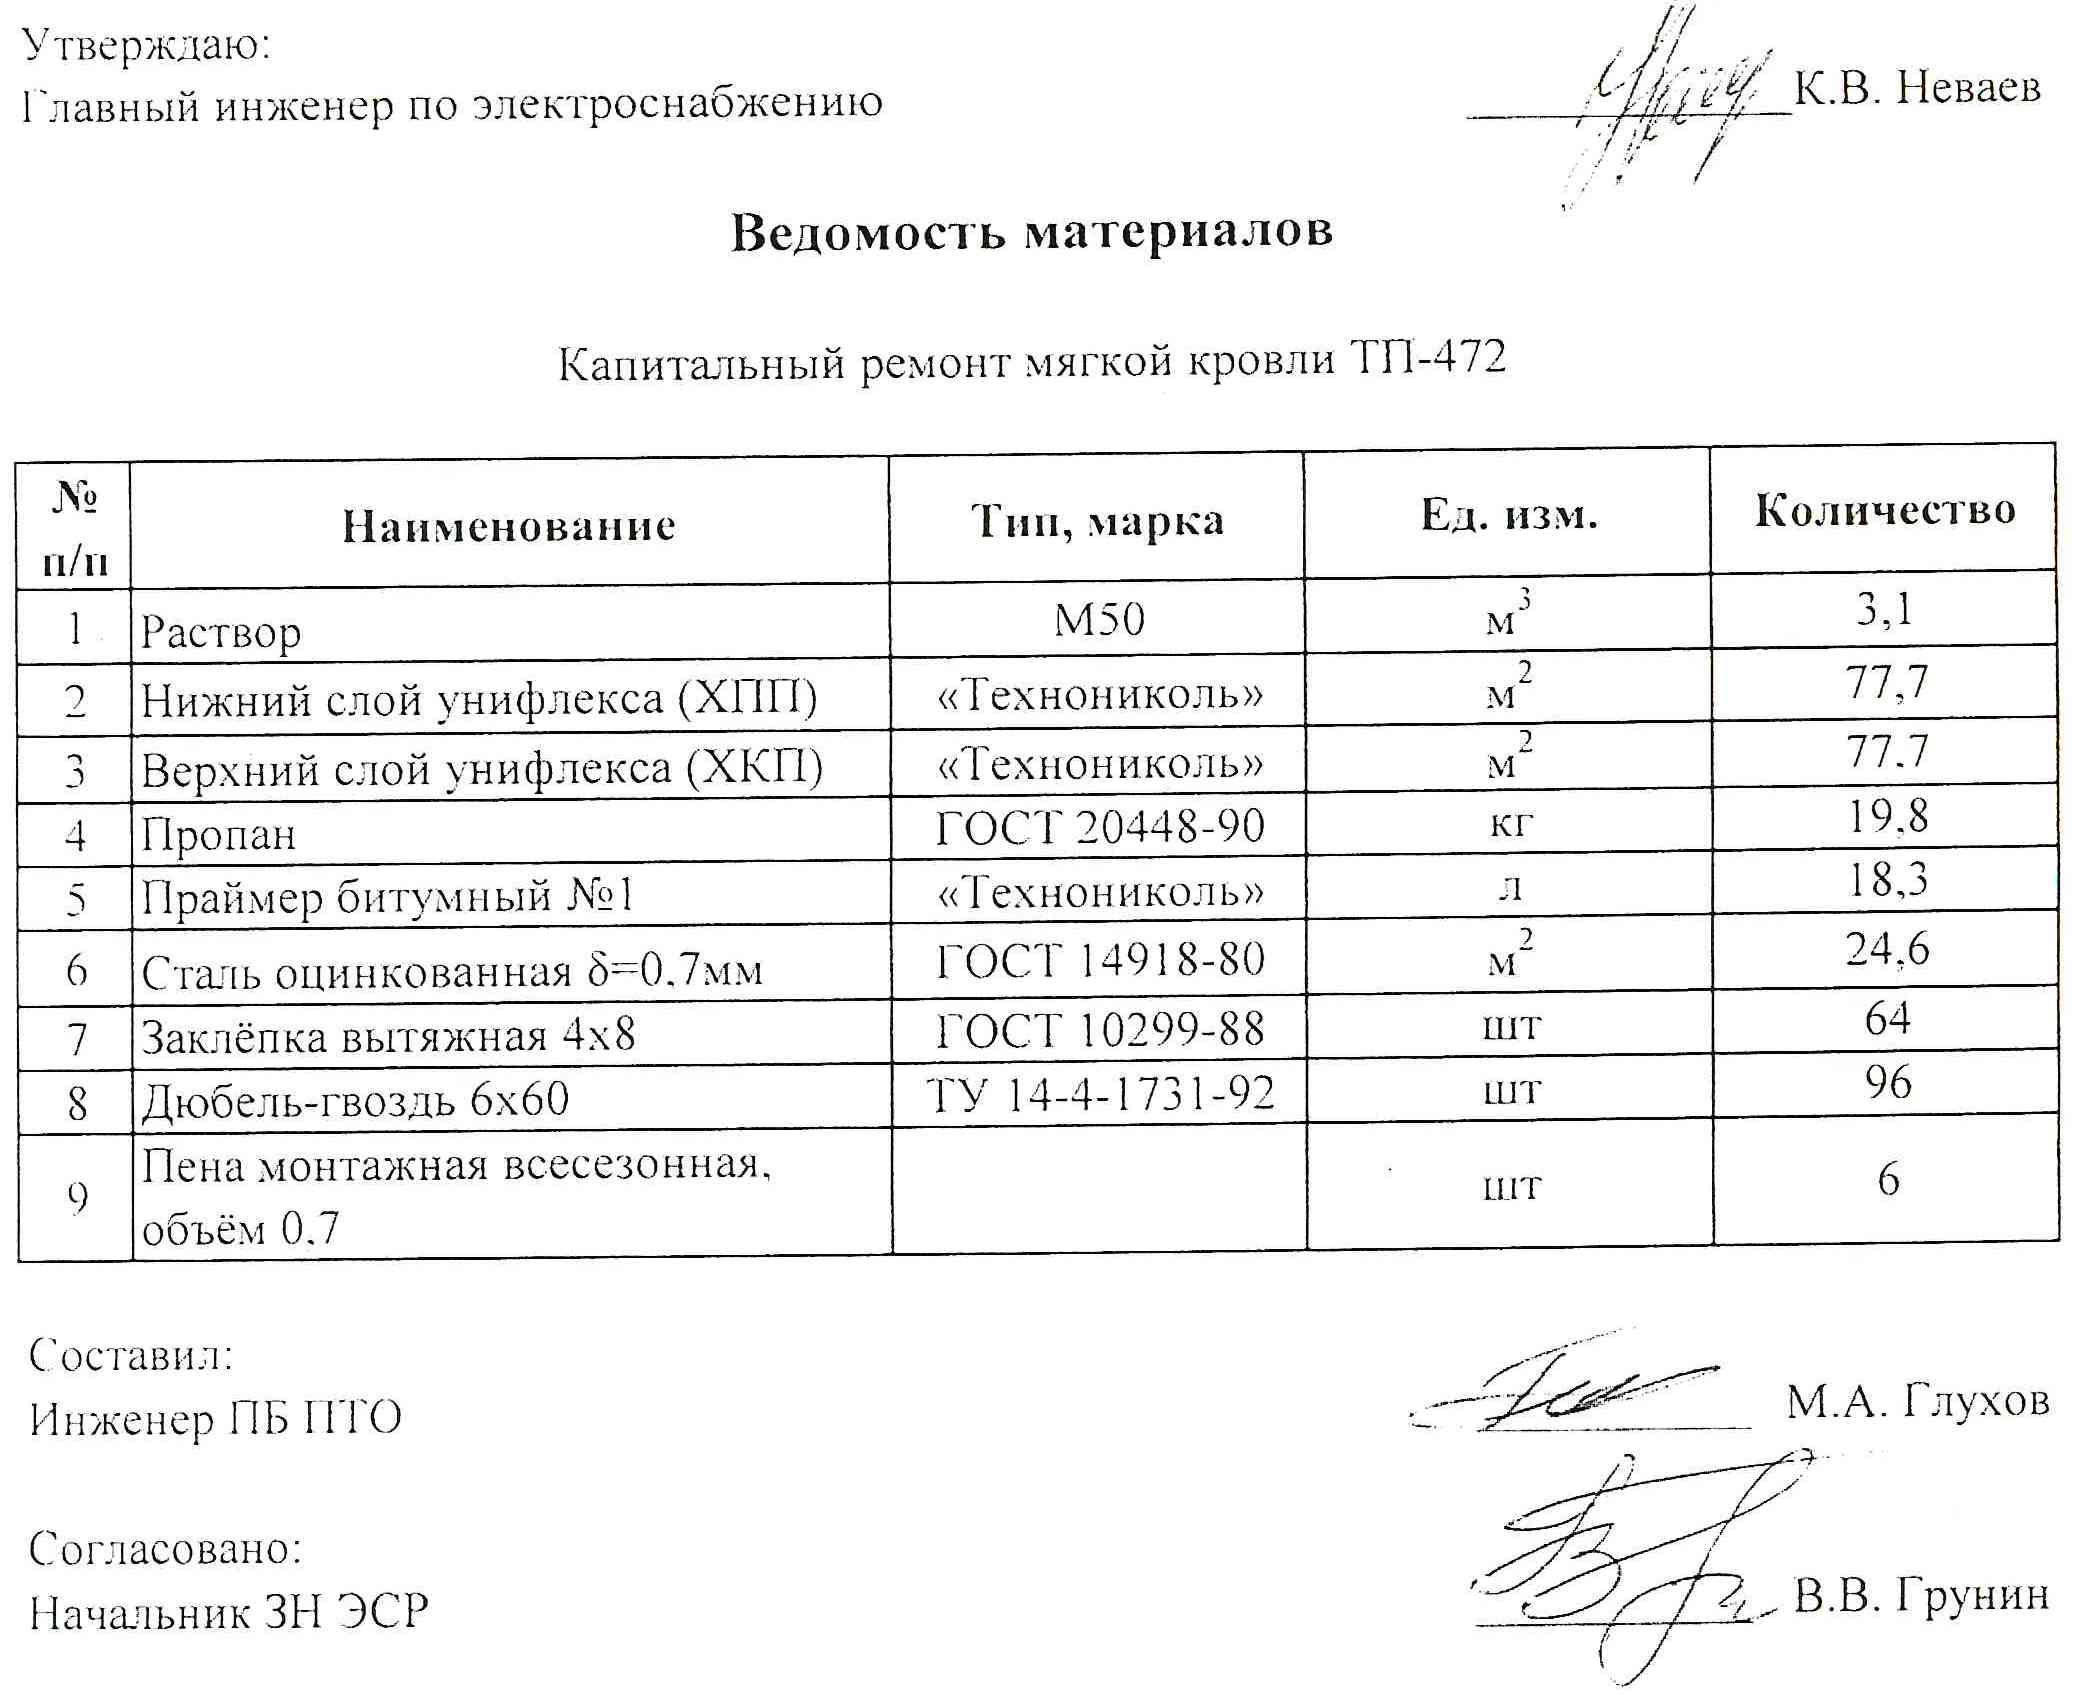 Утверждаю:
Главный инженер по электроснабжению
К.В. Неваев
Ведомость материалов
Капитальный ремонт мягкой кровли ТП-472
№ п/п Наименование Тип, марка Ед. изм. Количество
1 Раствор М50 м³ 3,1
2 Нижний слой унифлекса (ХПП) «Технониколь» м² 77,7
3 Верхний слой унифлекса (ХКП) «Технониколь» м² 77,7
4 Пропан ГОСТ 20448-90 кг 19,8
5 Праймер битумный №1 «Технониколь» л 18,3
6 Сталь оцинкованная δ=0,7мм ГОСТ 14918-80 м² 24,6
7 Заклёпка вытяжная 4х8 ГОСТ 10299-88 шт 64
8 Дюбель-гвоздь 6х60 ТУ 14-4-1731-92 шт 96
9 Пена монтажная всесезонная,
объём 0,7 шт 6
Составил:
Инженер ПБ ПТО
М.А. Глухов
Согласовано:
Начальник ЗН ЭСР
В.В. Грунин